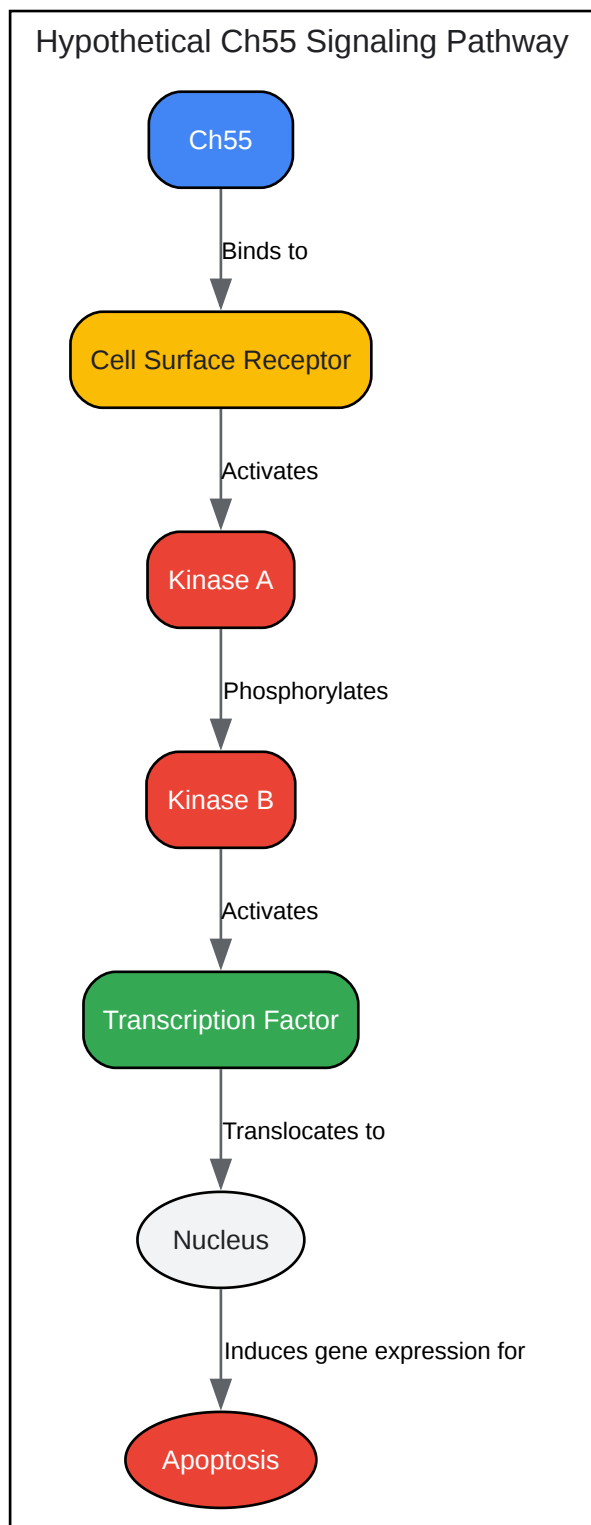 Hypothetical Ch55 Signaling Pathway
Ch55
Binds to
Cell Surface Receptor
Activates
Kinase A
Phosphorylates
Kinase B
Activates
Transcription Factor
Translocates to
Nucleus
Induces gene expression for
Apoptosis